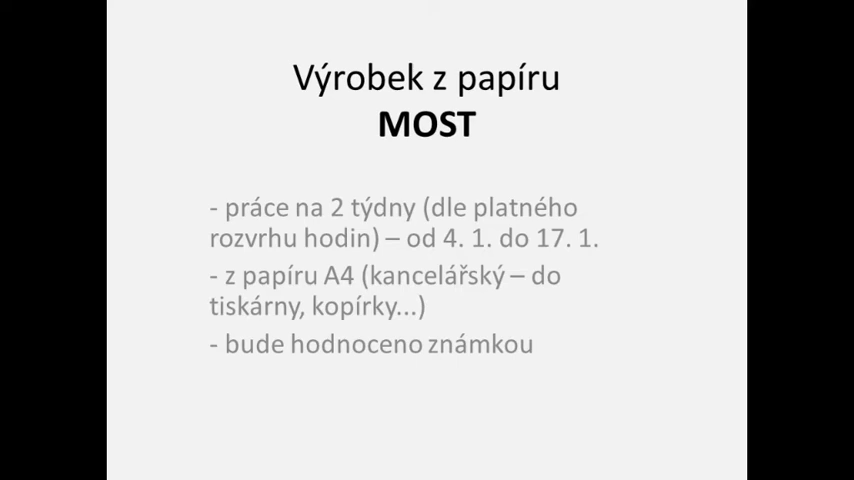 Výrobek z papíru
MOST
- práce na 2 týdny (dle platného
rozvrhu hodin) – od 4. 1. do 17. 1.
- z papíru A4 (kancelářský – do
tiskárny, kopírky...)
- bude hodnoceno známkou